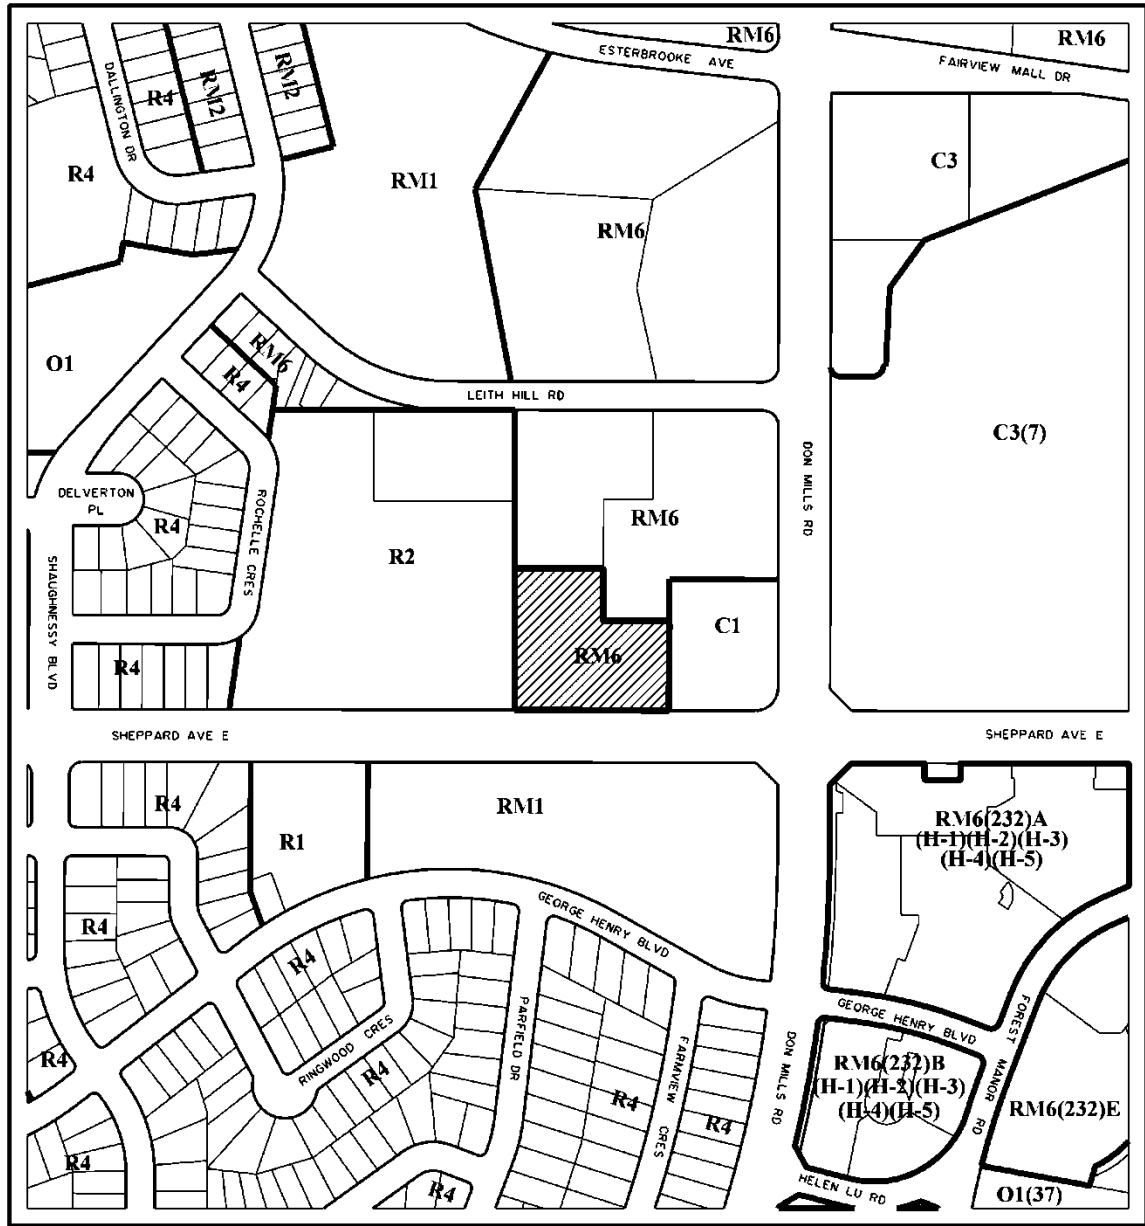 RM6
RM6
ESTERBROOKE AVE
FAIRVIEW MALL DR
DALLINGTON DR
R4
RM2
RM2
R4
RM1
C3
RM6
O1
RM6
R4
LEITH HILL RD
C3(7)
DON MILLS RD
DELVERTON
PL
R4
ROCHELLE CRES
R2
RM6
SHAUGHNESSY BLVD
R4
RM6
C1
SHEPPARD AVE E
SHEPPARD AVE E
R4
R1
RM1
RM6(232)A
(H-1)(H-2)(H-3)
(H-4)(H-5)
R4
GEORGE HENRY BLVD
R4
PARFIELD DR
FARMVIEW CRES
RINGWOOD CRES
R4
R4
R4
R4
R4
R4
DON MILLS RD
GEORGE HENRY BLVD
FOREST MANOR RD
RM6(232)B
(H-1)(H-2)(H-3)
(H-4)(H-5)
RM6(232)E
HELEN LU RD
O1(37)